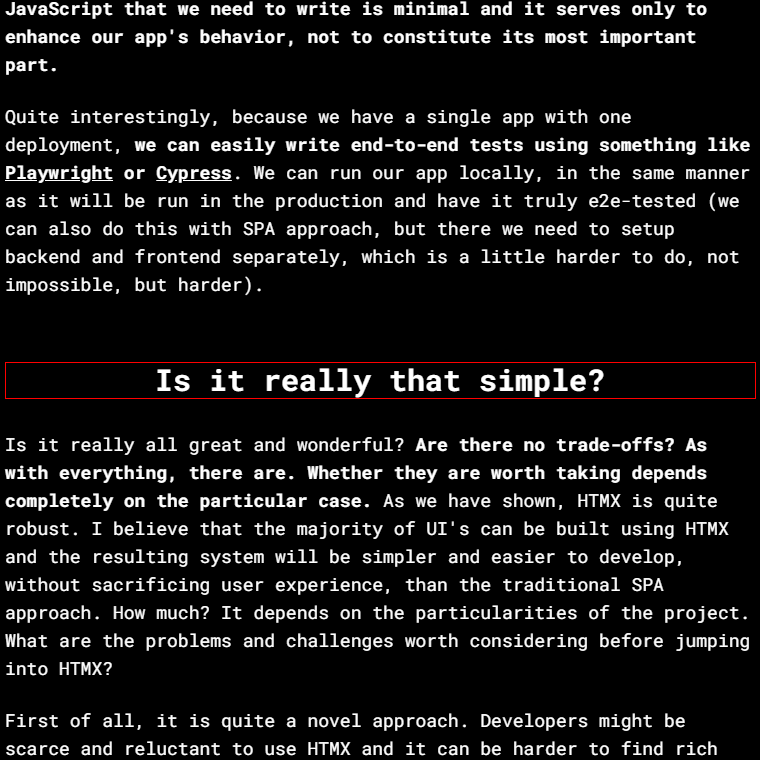 JavaScript that we need to write is minimal and it serves only to
enhance our app's behavior, not to constitute its most important
part.
Quite interestingly, because we have a single app with one
deployment, we can easily write end-to-end tests using something like
Playwright or Cypress. We can run our app locally, in the same manner
as it will be run in the production and have it truly e2e-tested (we
can also do this with SPA approach, but there we need to setup
backend and frontend separately, which is a little harder to do, not
impossible, but harder).
Is it really that simple?
Is it really all great and wonderful? Are there no trade-offs? As
with everything, there are. Whether they are worth taking depends
completely on the particular case. As we have shown, HTMX is quite
robust. I believe that the majority of UI's can be built using HTMX
and the resulting system will be simpler and easier to develop,
without sacrificing user experience, than the traditional SPA
approach. How much? It depends on the particularities of the project.
What are the problems and challenges worth considering before jumping
into HTMX?
First of all, it is quite a novel approach. Developers might be
scarce and reluctant to use HTMX and it can be harder to find rich